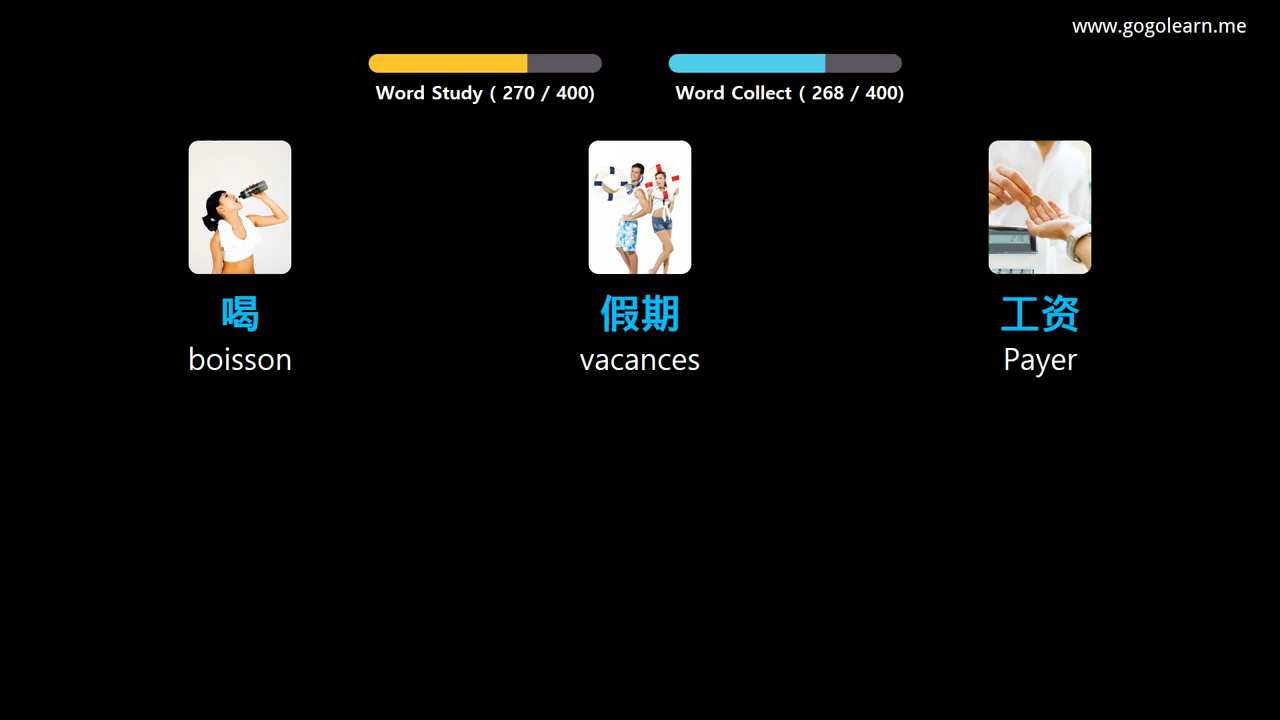 www.gogolearn.me
Word Study ( 270 / 400)
Word Collect ( 268 / 400)
喝
boisson
假期
vacances
工资
Payer